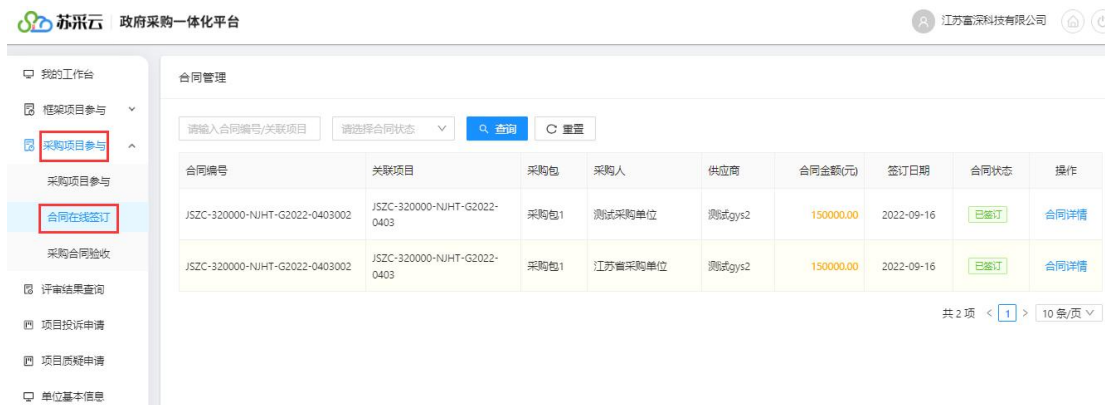 苏采云 政府采购一体化平台 江苏富深科技有限公司
我的工作台
框架项目参与
采购项目参与
采购项目参与
合同在线签订
采购合同验收
评审结果查询
项目投诉申请
项目质疑申请
单位基本信息
合同管理
请输入合同编号/关联项目 请选择合同状态 查询 重置
合同编号 关联项目 采购包 采购人 供应商 合同金额(元) 签订日期 合同状态 操作
JSZC-320000-NJHT-G2022-0403002 JSZC-320000-NJHT-G2022-0403 采购包1 测试采购单位 测试gys2 150000.00 2022-09-16 已签订 合同详情
JSZC-320000-NJHT-G2022-0403002 JSZC-320000-NJHT-G2022-0403 采购包1 江苏省采购单位 测试gys2 150000.00 2022-09-16 已签订 合同详情
共 2 项 < 1 > 10 条/页